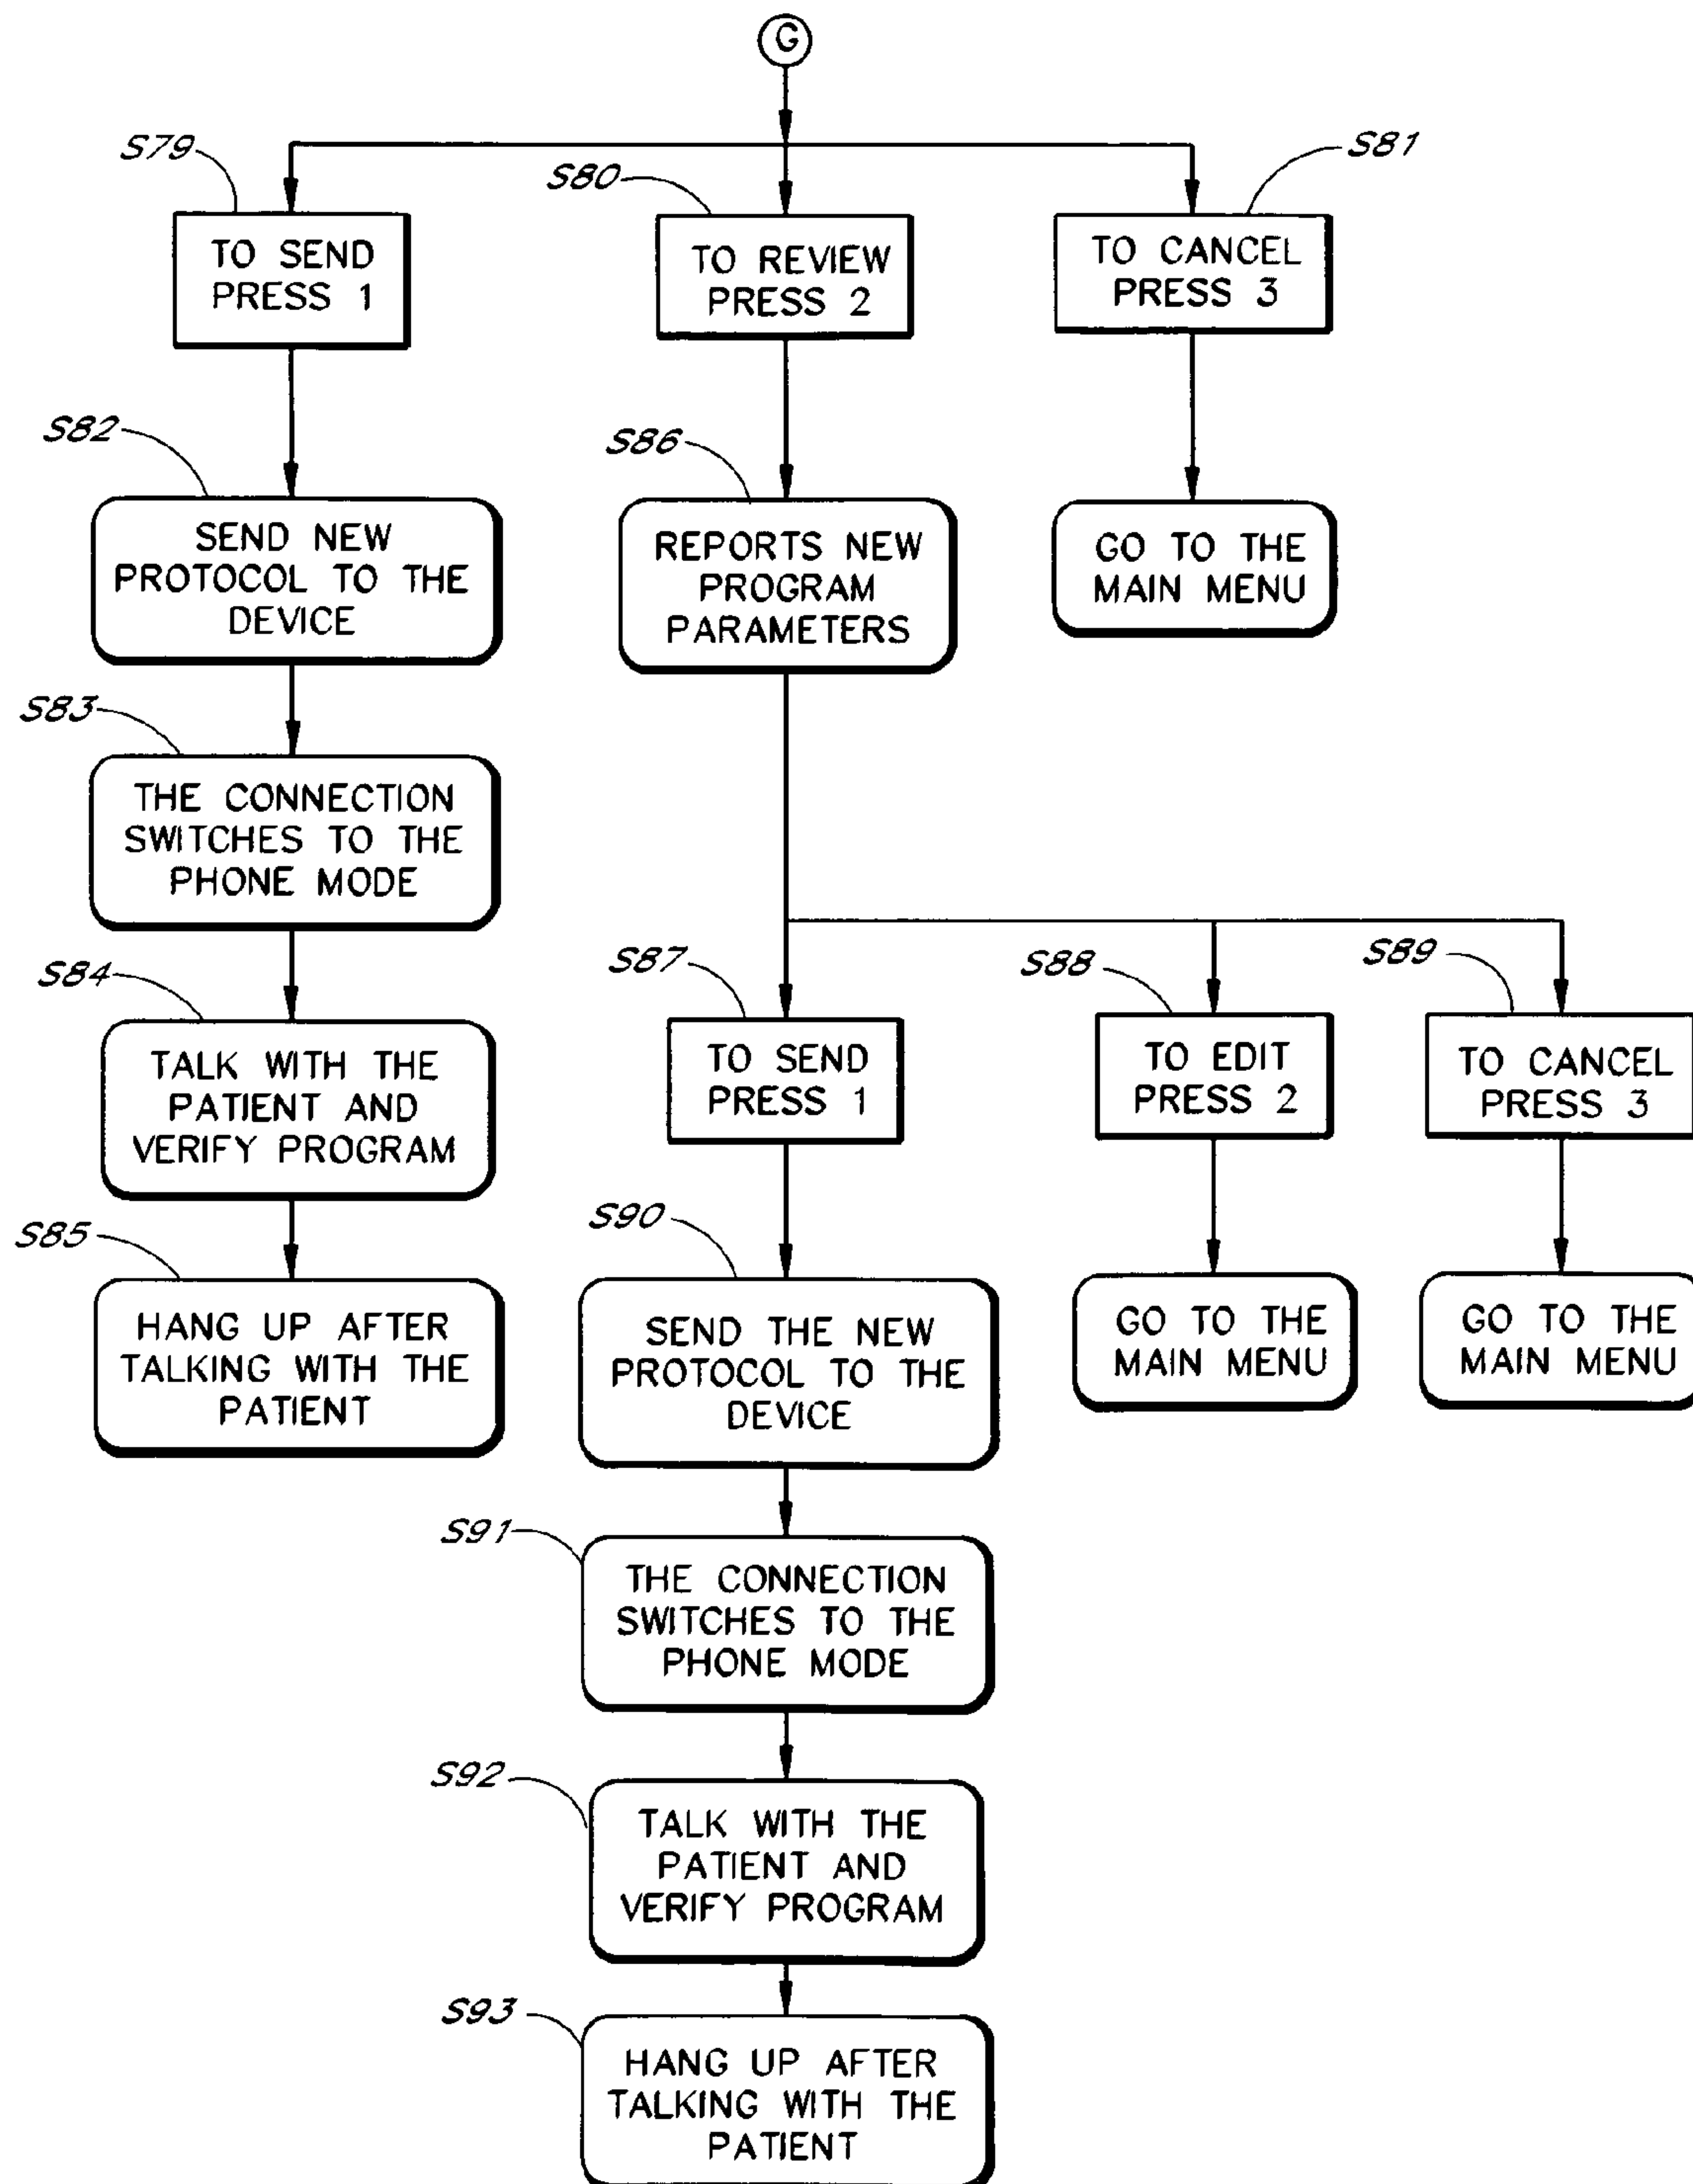 G
S79
TO SEND
PRESS 1
S80
TO REVIEW
PRESS 2
S81
TO CANCEL
PRESS 3
S82
SEND NEW
PROTOCOL TO THE
DEVICE
S86
REPORTS NEW
PROGRAM
PARAMETERS
GO TO THE
MAIN MENU
S83
THE CONNECTION
SWITCHES TO THE
PHONE MODE
S84
TALK WITH THE
PATIENT AND
VERIFY PROGRAM
S87
TO SEND
PRESS 1
S88
TO EDIT
PRESS 2
S89
TO CANCEL
PRESS 3
S85
HANG UP AFTER
TALKING WITH THE
PATIENT
S90
SEND THE NEW
PROTOCOL TO THE
DEVICE
GO TO THE
MAIN MENU
GO TO THE
MAIN MENU
S91
THE CONNECTION
SWITCHES TO THE
PHONE MODE
S92
TALK WITH THE
PATIENT AND
VERIFY PROGRAM
S93
HANG UP AFTER
TALKING WITH THE
PATIENT